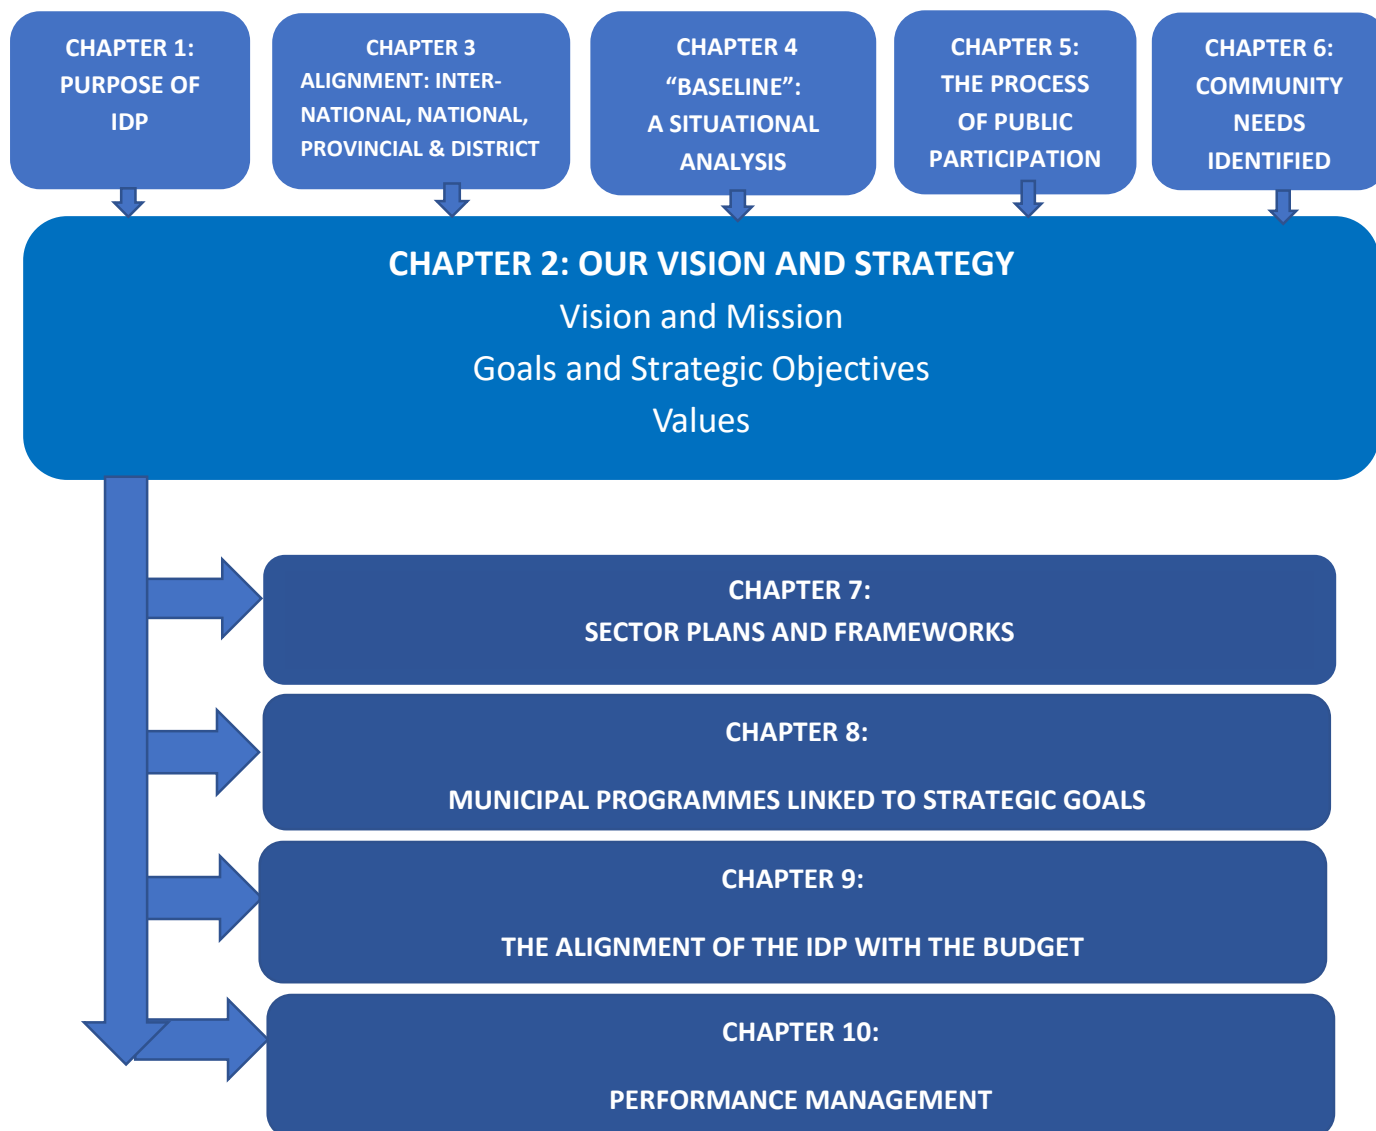 CHAPTER 1:
PURPOSE OF
IDP
CHAPTER 3
ALIGNMENT: INTER-
NATIONAL, NATIONAL,
PROVINCIAL & DISTRICT
CHAPTER 4
“BASELINE”:
A SITUATIONAL
ANALYSIS
CHAPTER 5:
THE PROCESS
OF PUBLIC
PARTICIPATION
CHAPTER 6:
COMMUNITY
NEEDS
IDENTIFIED
CHAPTER 2: OUR VISION AND STRATEGY
Vision and Mission
Goals and Strategic Objectives
Values
CHAPTER 7:
SECTOR PLANS AND FRAMEWORKS
CHAPTER 8:
MUNICIPAL PROGRAMMES LINKED TO STRATEGIC GOALS
CHAPTER 9:
THE ALIGNMENT OF THE IDP WITH THE BUDGET
CHAPTER 10:
PERFORMANCE MANAGEMENT